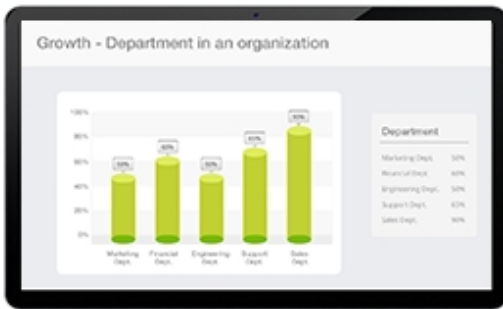 Growth - Department in an organization
100%
80%
60%
40%
20%
0%
50%
60%
50%
90%
Marketing Dept.
Financial Dept.
Engineering Dept.
Support Dept.
Sales Dept.
Department
Marketing Dept. 50%
Financial Dept. 60%
Engineering Dept. 50%
Support Dept.
Sales Dept. 90%